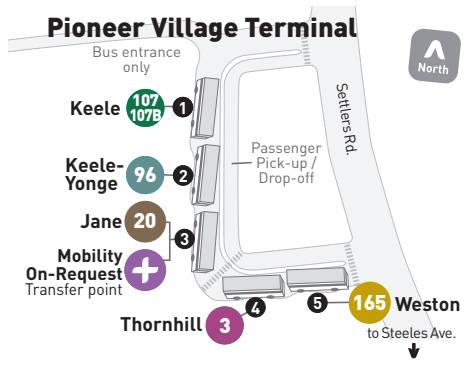 Pioneer Village Terminal
Bus entrance
only
North
Keele
107
107B
1
Settlers Rd.
Passenger
Pick-up /
Drop-off
Keele-
Yonge
96
2
Jane
20
3
Mobility
On-Request
Transfer point
Thornhill
3
4
5
165
Weston
to Steeles Ave.